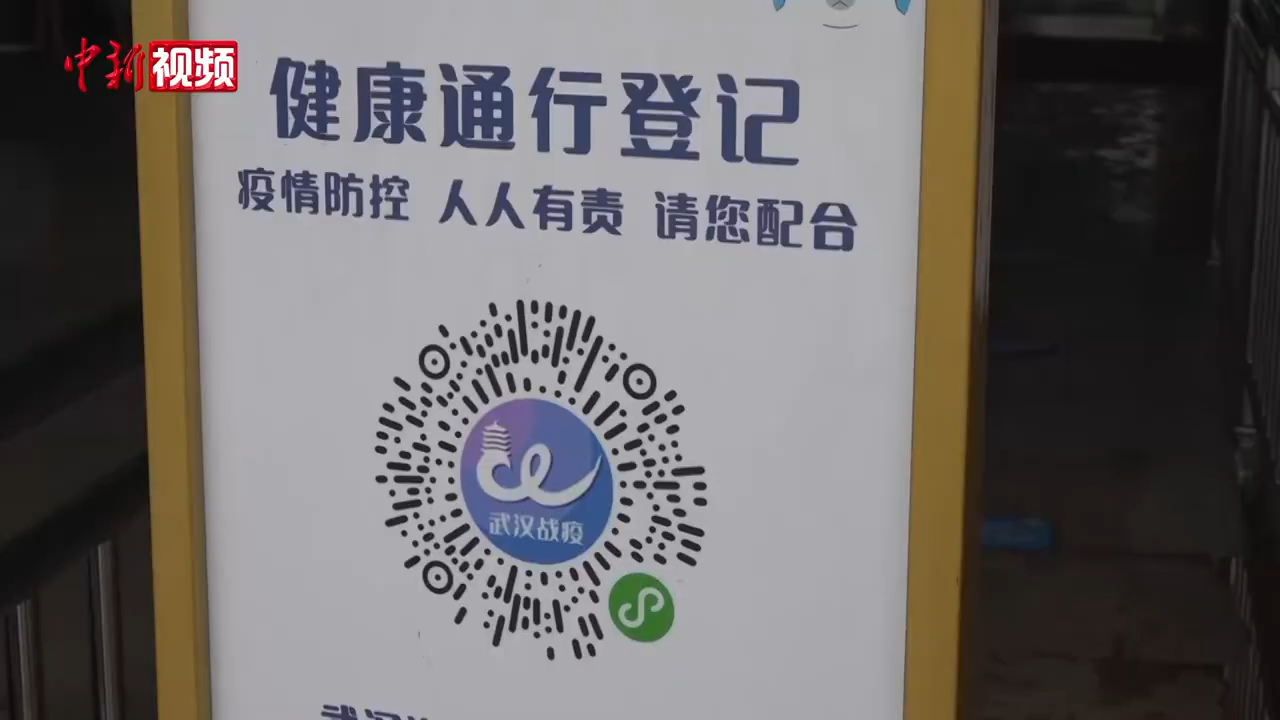 中新视频
健康通行登记
疫情防控 人人有责 请您配合
武汉战疫